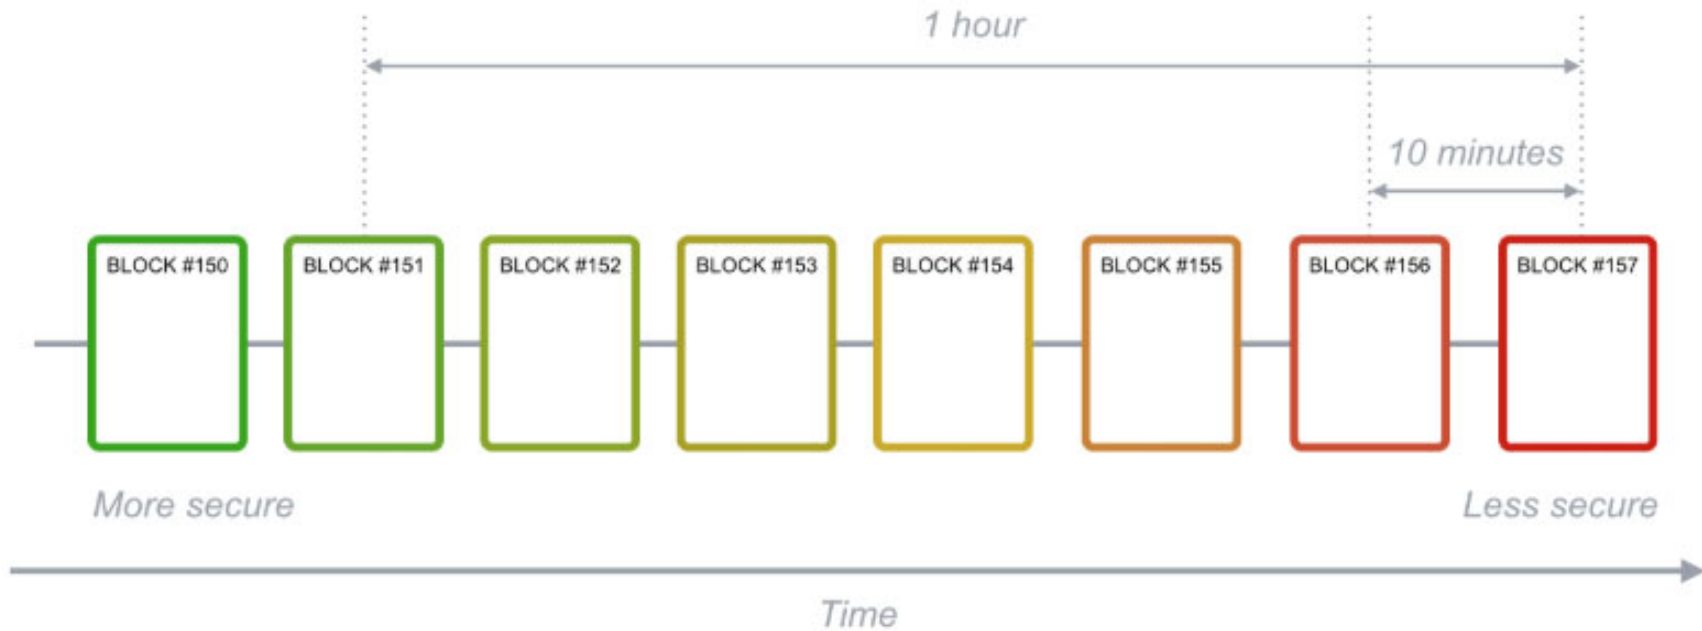 1 hour
10 minutes
BLOCK #150
BLOCK #151
BLOCK #152
BLOCK #153
BLOCK #154
BLOCK #155
BLOCK #156
BLOCK #157
More secure
Less secure
Time